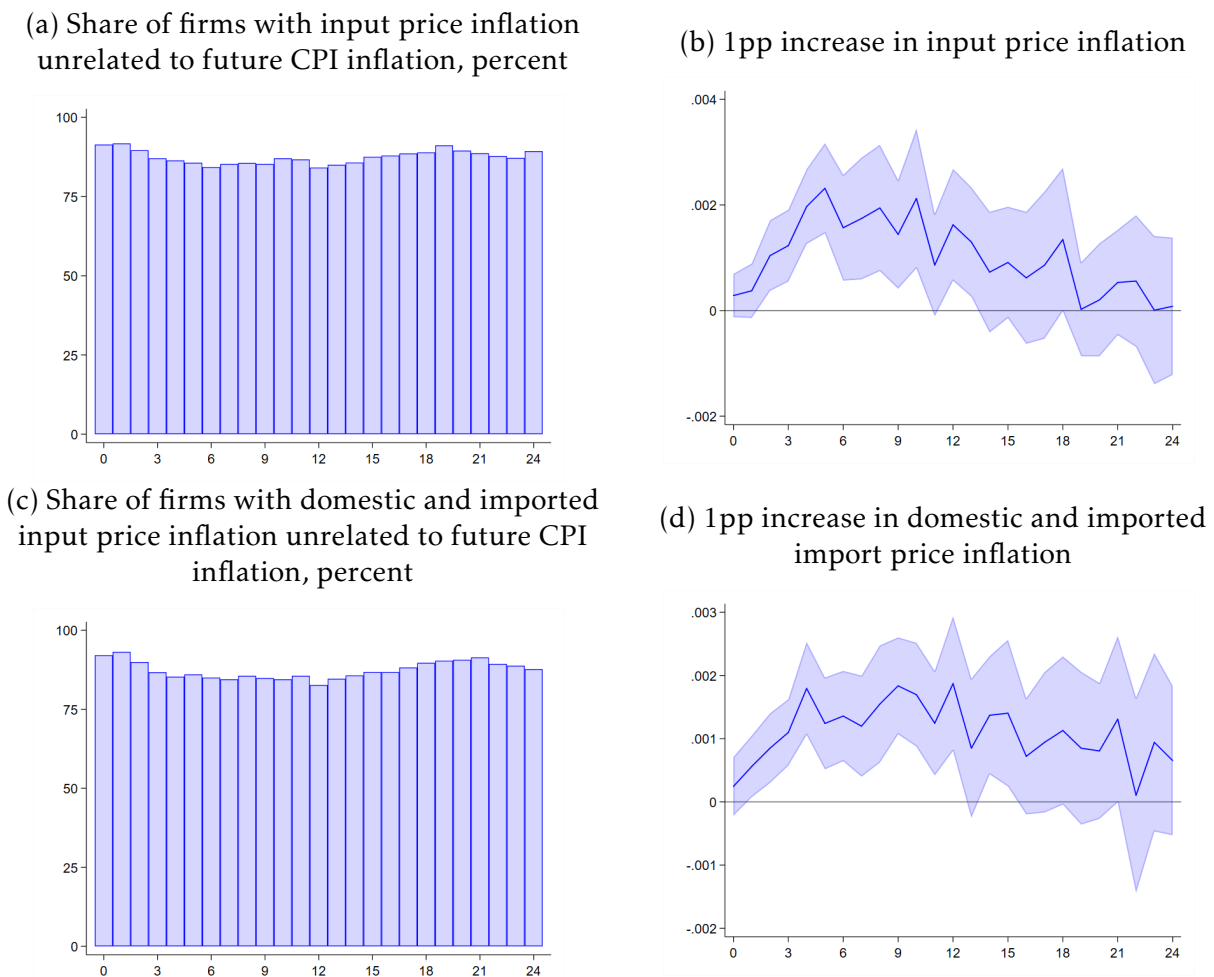 (a) Share of firms with input price inflation
unrelated to future CPI inflation, percent
100
75
50
25
0
0 3 6 9 12 15 18 21 24
(b) 1pp increase in input price inflation
.004
.002
0
-.002
0 3 6 9 12 15 18 21 24
(c) Share of firms with domestic and imported
input price inflation unrelated to future CPI
inflation, percent
100
75
50
25
0
0 3 6 9 12 15 18 21 24
(d) 1pp increase in domestic and imported
import price inflation
.003
.002
.001
0
-.001
-.002
0 3 6 9 12 15 18 21 24